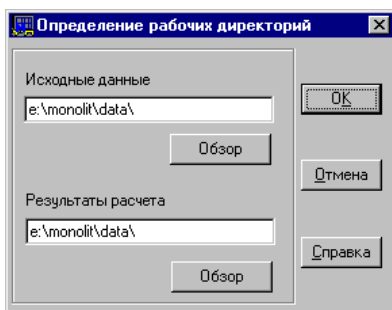 Определение рабочих директорий
Исходные данные
e:\monolit\data\
Обзор
Результаты расчета
e:\monolit\data\
Обзор
OK
Отмена
Справка